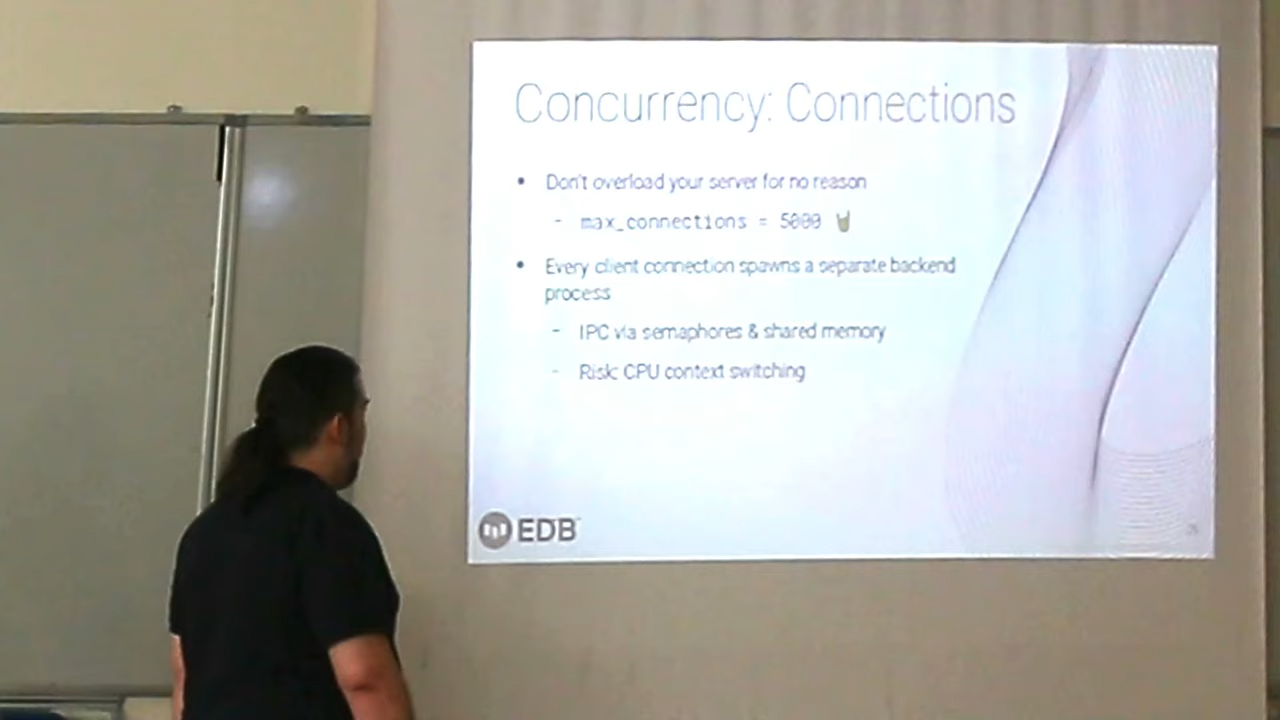 Concurrency: Connections
• Don't overload your server for no reason
- max_connections = 5000 🤘
• Every client connection spawns a separate backend
process
- IPC via semaphores & shared memory
- Risk: CPU context switching
EDB